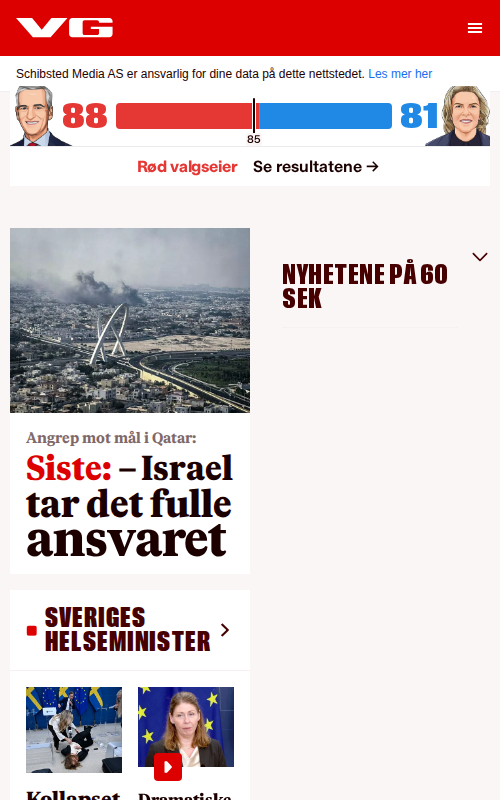 VG
Schibsted Media AS er ansvarlig for dine data på dette nettstedet. Les mer her
88
81
85
Rød valgseier Se resultatene →
NYHETENE PÅ 60
SEK
Angrep mot mål i Qatar:
Siste: – Israel
tar det fulle
ansvaret
SVERIGES
HELSEMINISTER
Kollapset
Dramatiske